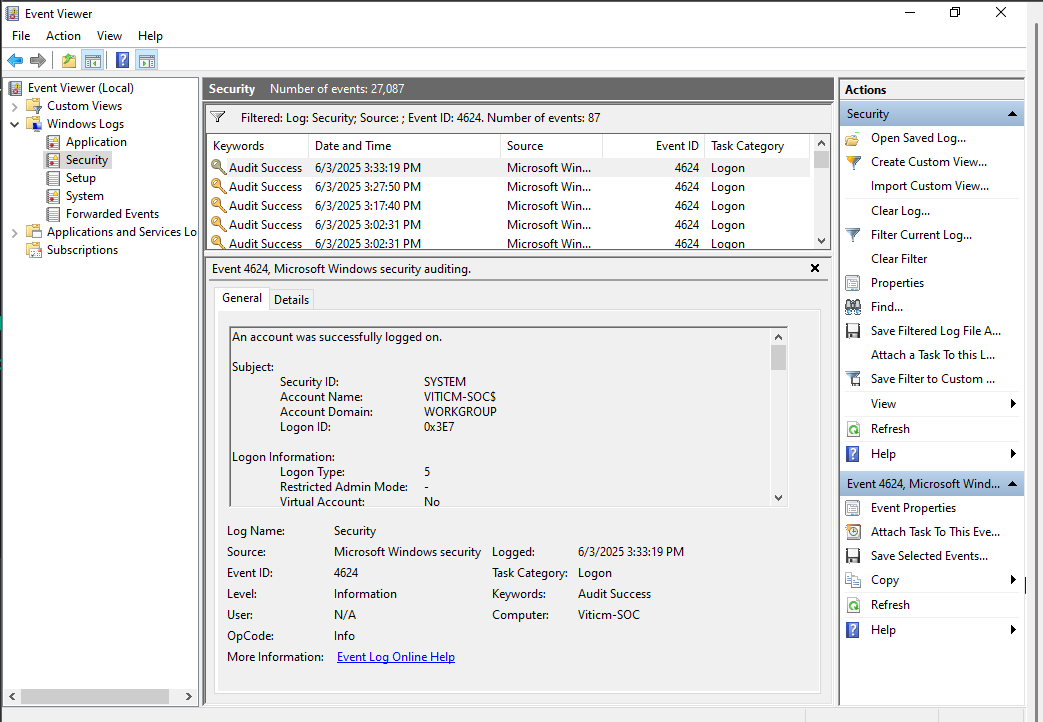 Event Viewer
File Action View Help
Event Viewer (Local)
Custom Views
Windows Logs
Application
Security
Setup
System
Forwarded Events
Applications and Services Lo
Subscriptions
Security Number of events: 27,087
Filtered: Log: Security; Source: ; Event ID: 4624. Number of events: 87
Keywords Date and Time Source Event ID Task Category
Audit Success 6/3/2025 3:33:19 PM Microsoft Win... 4624 Logon
Audit Success 6/3/2025 3:27:50 PM Microsoft Win... 4624 Logon
Audit Success 6/3/2025 3:17:40 PM Microsoft Win... 4624 Logon
Audit Success 6/3/2025 3:02:31 PM Microsoft Win... 4624 Logon
Audit Success 6/3/2025 3:02:31 PM Microsoft Win... 4624 Logon
Event 4624, Microsoft Windows security auditing.
General Details
An account was successfully logged on.
Subject:
Security ID: SYSTEM
Account Name: VITICM-SOC$
Account Domain: WORKGROUP
Logon ID: 0x3E7
Logon Information:
Logon Type: 5
Restricted Admin Mode: -
Virtual Account: No
Log Name: Security
Source: Microsoft Windows security Logged: 6/3/2025 3:33:19 PM
Event ID: 4624 Task Category: Logon
Level: Information Keywords: Audit Success
User: N/A Computer: Viticm-SOC
OpCode: Info
More Information: Event Log Online Help
Actions
Security
Open Saved Log...
Create Custom View...
Import Custom View...
Clear Log...
Filter Current Log...
Clear Filter
Properties
Find...
Save Filtered Log File A...
Attach a Task To this L...
Save Filter to Custom ...
View
Refresh
Help
Event 4624, Microsoft Wind...
Event Properties
Attach Task To This Eve...
Save Selected Events...
Copy
Refresh
Help